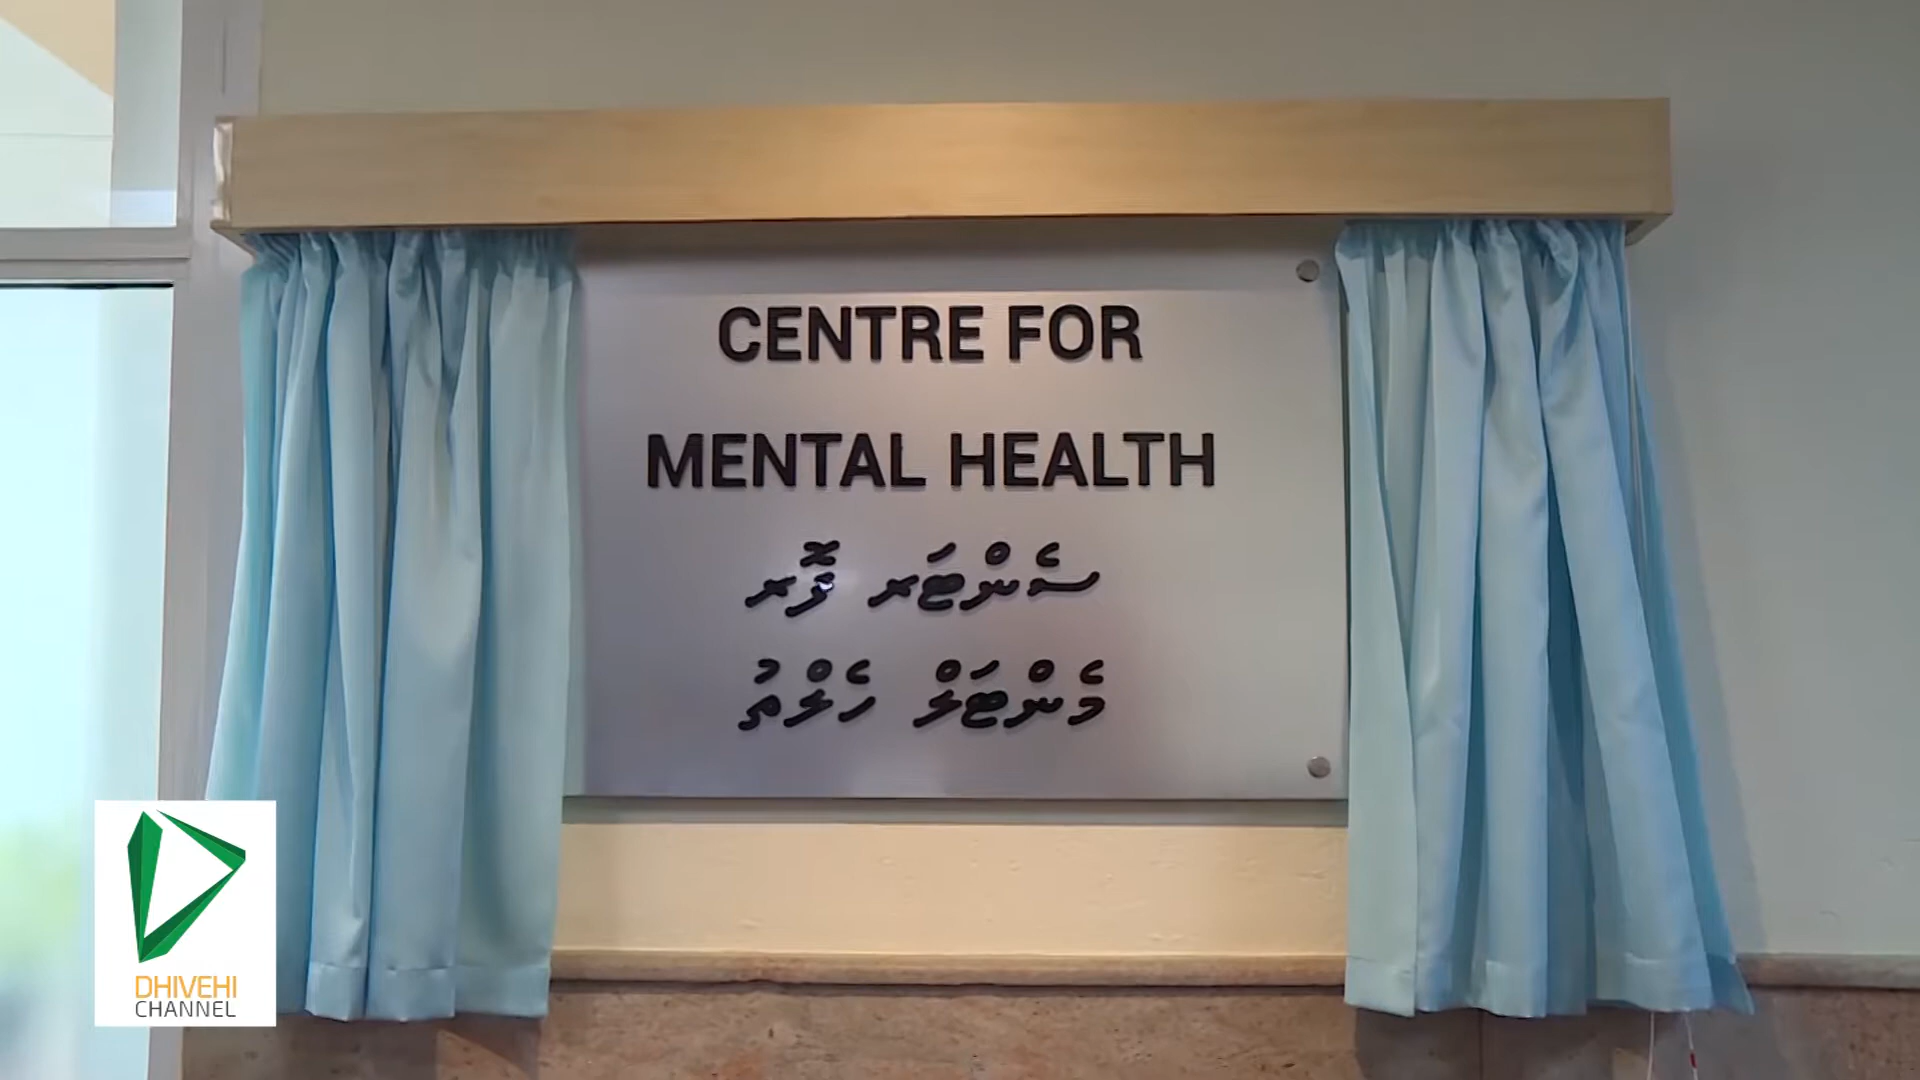 CENTRE FOR
MENTAL HEALTH
ސެންޓަރ ފޮރ
މެންޓަލް ހެލްތު
DHIVEHI
CHANNEL